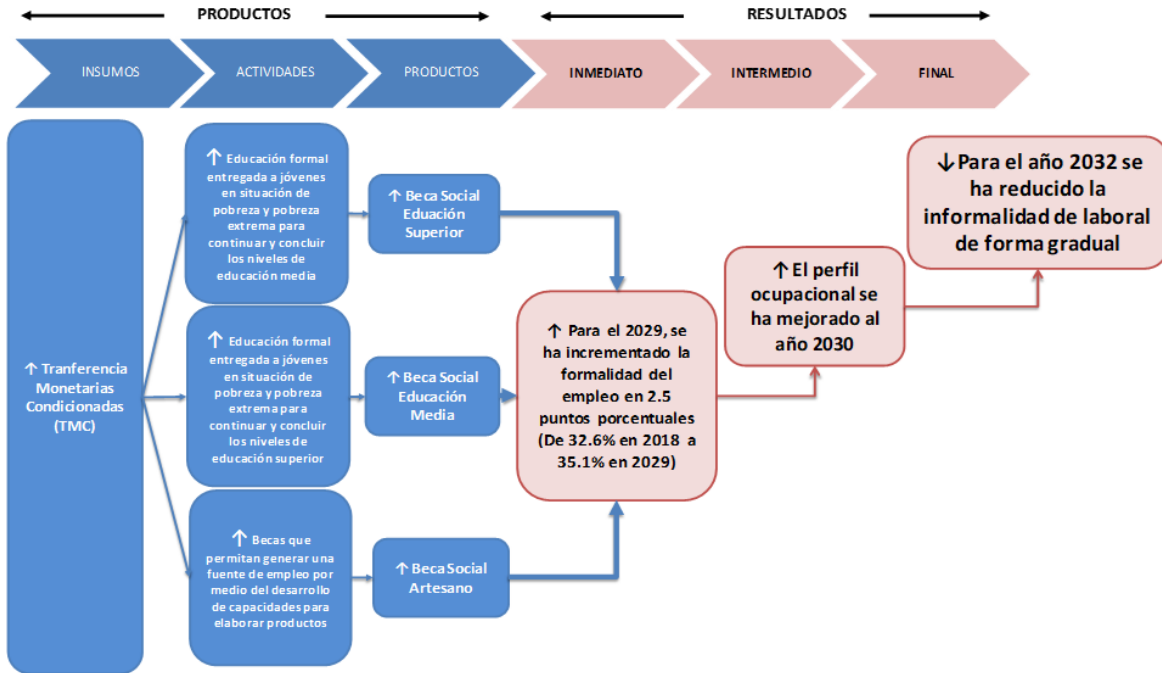 PRODUCTOS
RESULTADOS
INSUMOS
ACTIVIDADES
PRODUCTOS
INMEDIATO
INTERMEDIO
FINAL
↑ Tranferencia
Monetarias
Condicionadas
(TMC)
↑ Educación formal
entregada a jóvenes
en situación de
pobreza y pobreza
extrema para
continuar y concluir
los niveles de
educación media
↑ Beca Social
Eduación
Superior
↑ Educación formal
entregada a jóvenes
en situación de
pobreza y pobreza
extrema para
continuar y concluir
los niveles de
educación superior
↑ Beca Social
Educación
Media
↑ Becas que
permitan generar una
fuente de empleo por
medio del desarrollo
de capacidades para
elaborar productos
↑ Beca Social
Artesano
↑ Para el 2029, se
ha incrementado la
formalidad del
empleo en 2.5
puntos porcentuales
(De 32.6% en 2018 a
35.1% en 2029)
↑ El perfil
ocupacional se
ha mejorado al
año 2030
↓ Para el año 2032 se
ha reducido la
informalidad de laboral
de forma gradual